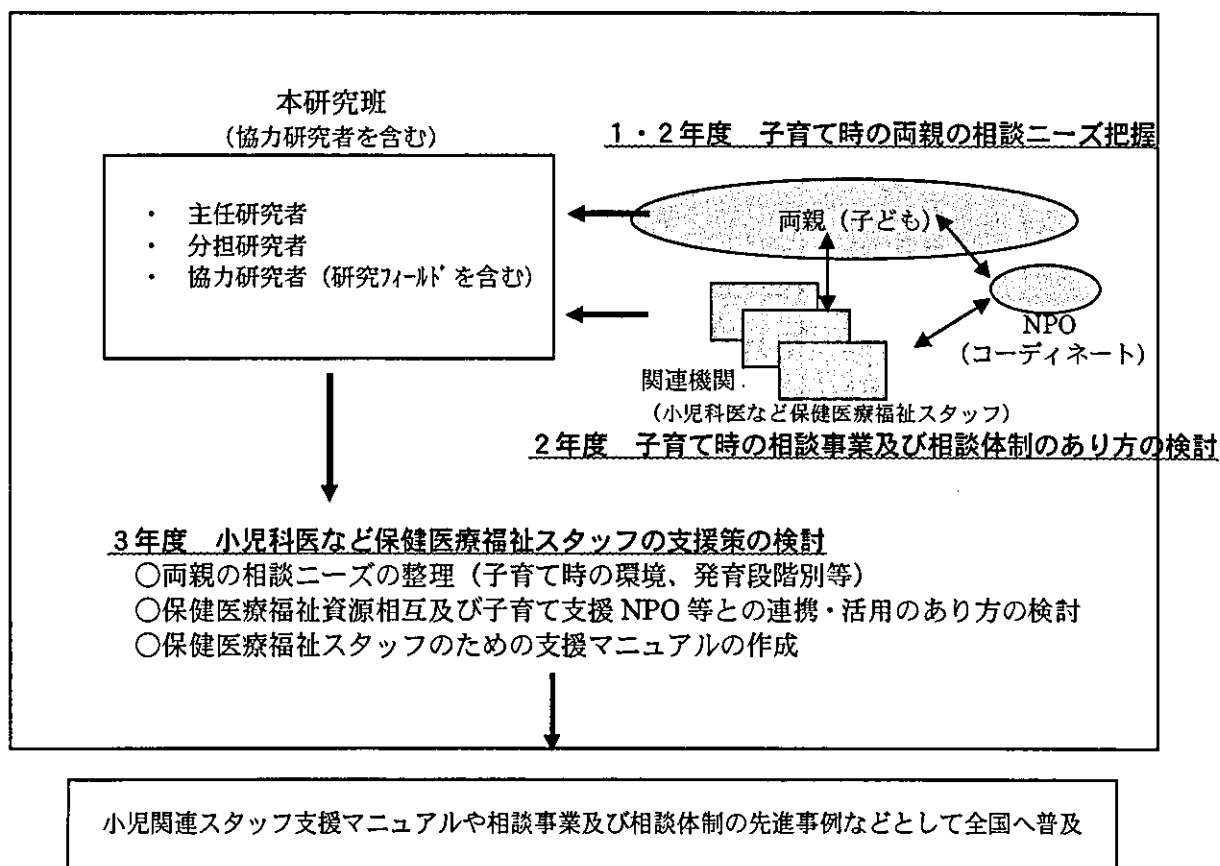 本研究班
(協力研究者を含む)
・ 主任研究者
・ 分担研究者
・ 協力研究者（研究ﾌｨｰﾙﾄﾞを含む）
1・2年度　子育て時の両親の相談ニーズ把握
両親（子ども）
NPO
（コーディネート）
関連機関
（小児科医など保健医療福祉スタッフ）
2年度　子育て時の相談事業及び相談体制のあり方の検討
3年度　小児科医など保健医療福祉スタッフの支援策の検討
○両親の相談ニーズの整理（子育て時の環境、発育段階別等）
○保健医療福祉資源相互及び子育て支援 NPO 等との連携・活用のあり方の検討
○保健医療福祉スタッフのための支援マニュアルの作成
小児関連スタッフ支援マニュアルや相談事業及び相談体制の先進事例などとして全国へ普及